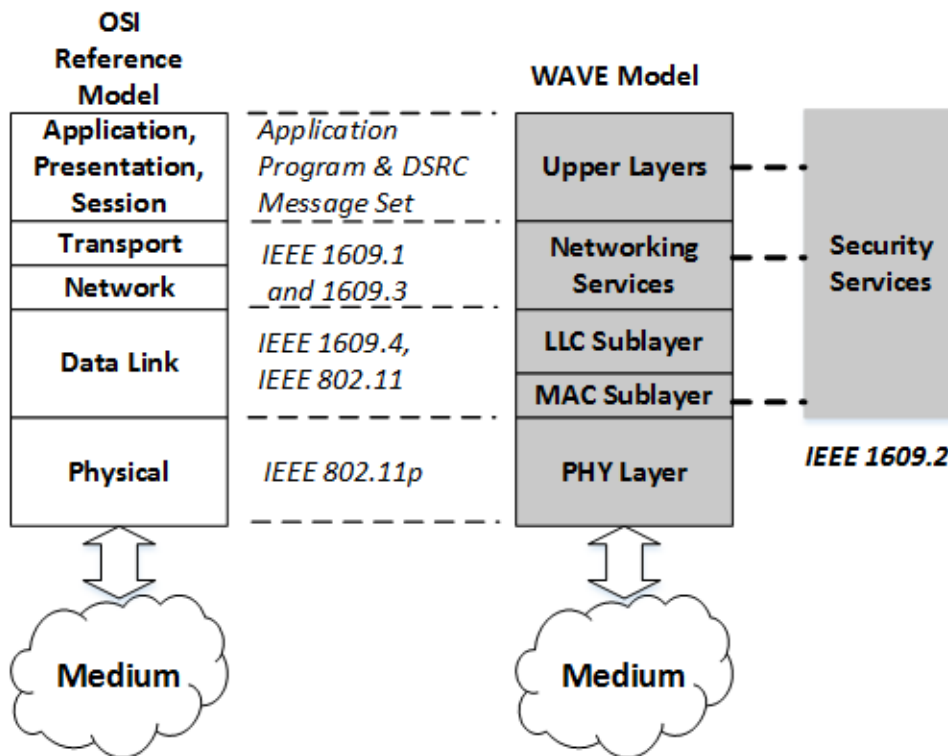 OSI
Reference
Model
Application,
Presentation,
Session
Transport
Network
Data Link
Physical
Medium
Application
Program & DSRC
Message Set
IEEE 1609.1
and 1609.3
IEEE 1609.4,
IEEE 802.11
IEEE 802.11p
WAVE Model
Upper Layers
Networking
Services
LLC Sublayer
MAC Sublayer
PHY Layer
Medium
Security
Services
IEEE 1609.2